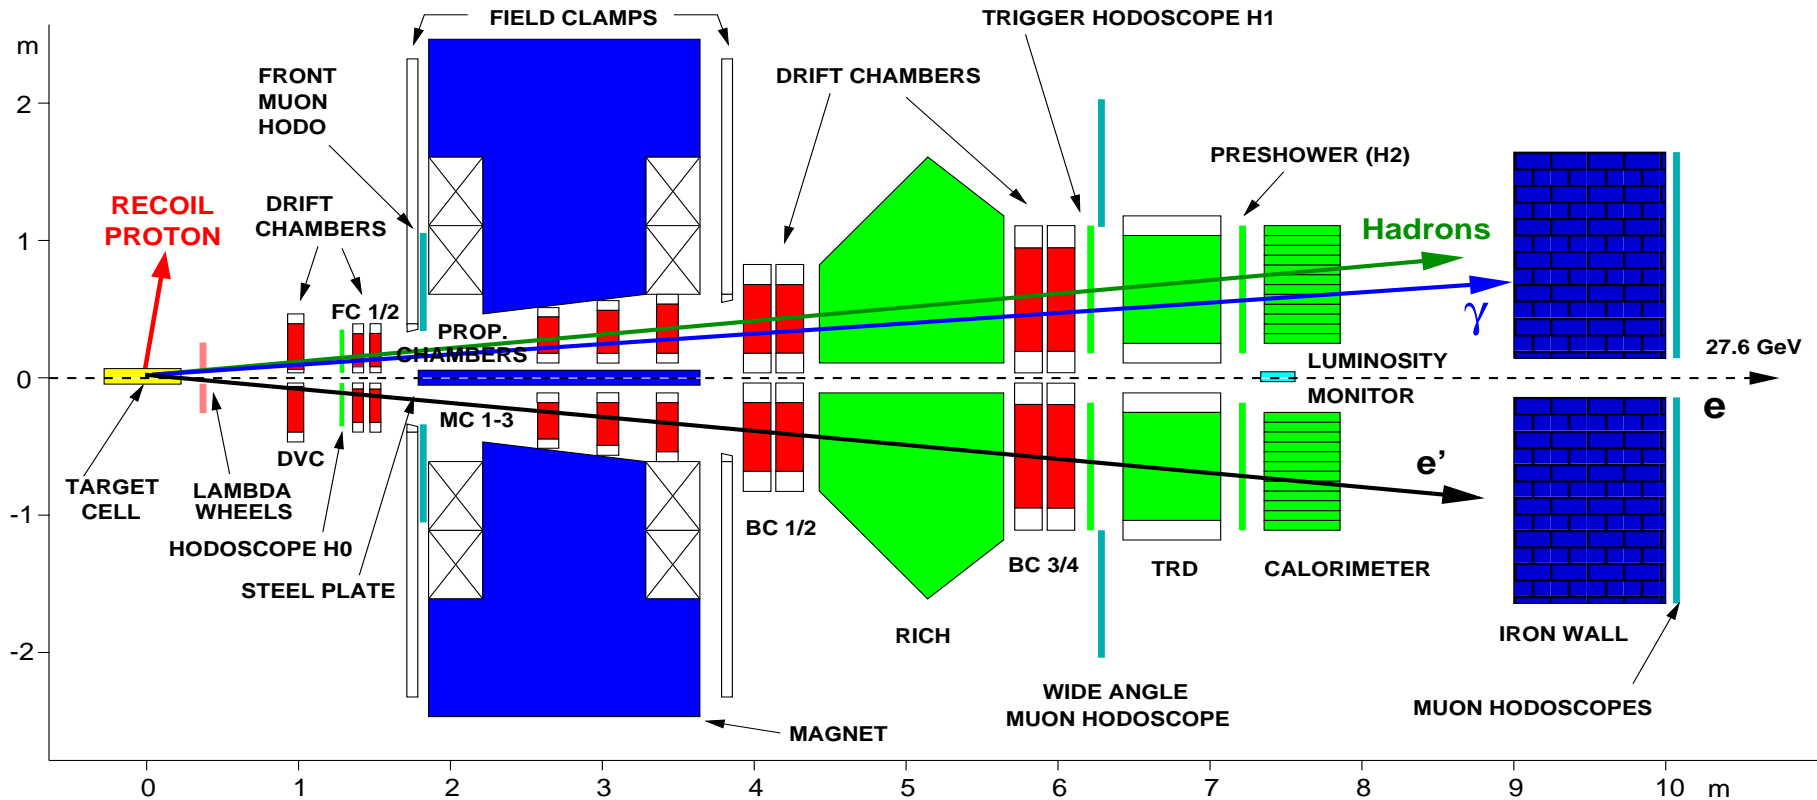 FIELD CLAMPS
TRIGGER HODOSCOPE H1
m
FRONT
MUON
HODO
DRIFT CHAMBERS
2
PRESHOWER (H2)
RECOIL
PROTON
DRIFT
CHAMBERS
1
Hadrons
FC 1/2
PROP.
CHAMBERS
γ
27.6 GeV
0
LUMINOSITY
MONITOR
e
MC 1-3
DVC
e’
TARGET
CELL
LAMBDA
WHEELS
-1
BC 1/2
HODOSCOPE H0
BC 3/4
TRD
CALORIMETER
STEEL PLATE
RICH
IRON WALL
-2
WIDE ANGLE
MUON HODOSCOPE
MUON HODOSCOPES
MAGNET
0 1 2 3 4 5 6 7 8 9 10 m